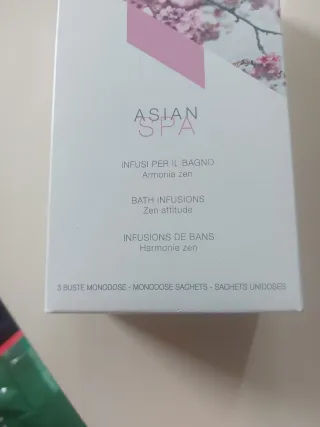 ASIAN
SPA
INFUSI PER IL BAGNO
Armonia zen
BATH INFUSIONS
Zen attitude
INFUSIONS DE BANS
Harmonie zen
3 BUSTE MONODOSE - MONODOSE SACHETS - SACHETS UNIDOSES